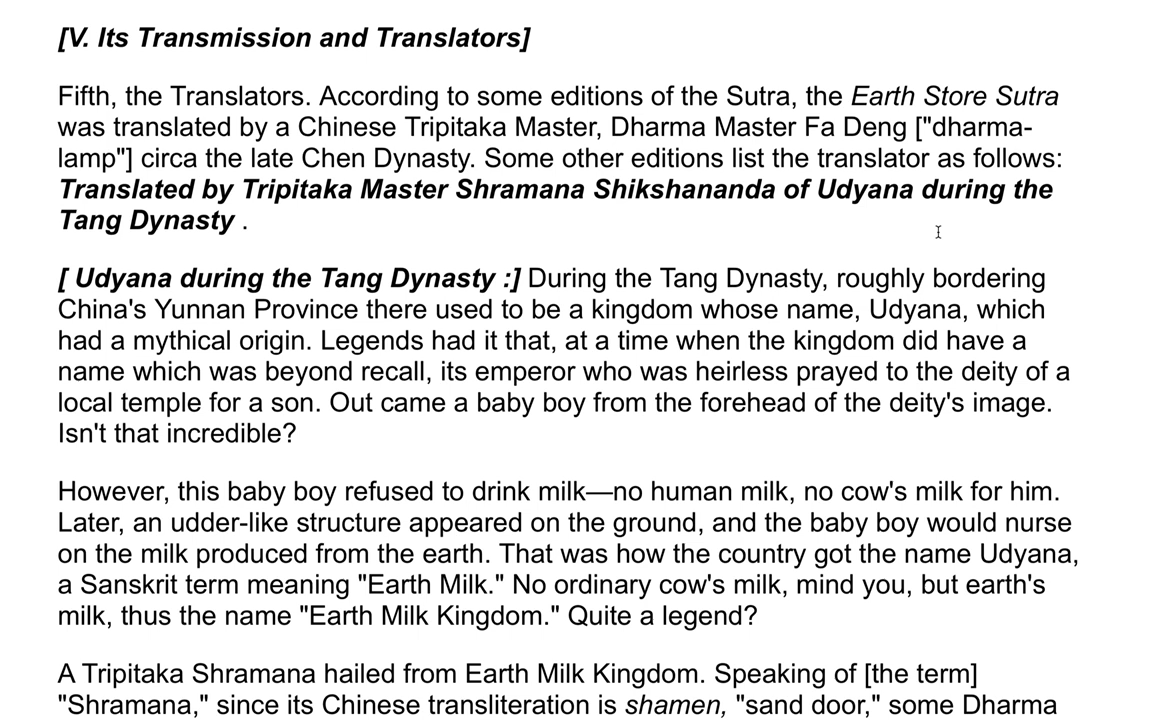 [V. Its Transmission and Translators]
Fifth, the Translators. According to some editions of the Sutra, the Earth Store Sutra
was translated by a Chinese Tripitaka Master, Dharma Master Fa Deng ["dharma-
lamp"] circa the late Chen Dynasty. Some other editions list the translator as follows:
Translated by Tripitaka Master Shramana Shikshananda of Udyana during the
Tang Dynasty .
[ Udyana during the Tang Dynasty :] During the Tang Dynasty, roughly bordering
China's Yunnan Province there used to be a kingdom whose name, Udyana, which
had a mythical origin. Legends had it that, at a time when the kingdom did have a
name which was beyond recall, its emperor who was heirless prayed to the deity of a
local temple for a son. Out came a baby boy from the forehead of the deity's image.
Isn't that incredible?
However, this baby boy refused to drink milk—no human milk, no cow's milk for him.
Later, an udder-like structure appeared on the ground, and the baby boy would nurse
on the milk produced from the earth. That was how the country got the name Udyana,
a Sanskrit term meaning "Earth Milk." No ordinary cow's milk, mind you, but earth's
milk, thus the name "Earth Milk Kingdom." Quite a legend?
A Tripitaka Shramana hailed from Earth Milk Kingdom. Speaking of [the term]
"Shramana," since its Chinese transliteration is shamen, "sand door," some Dharma